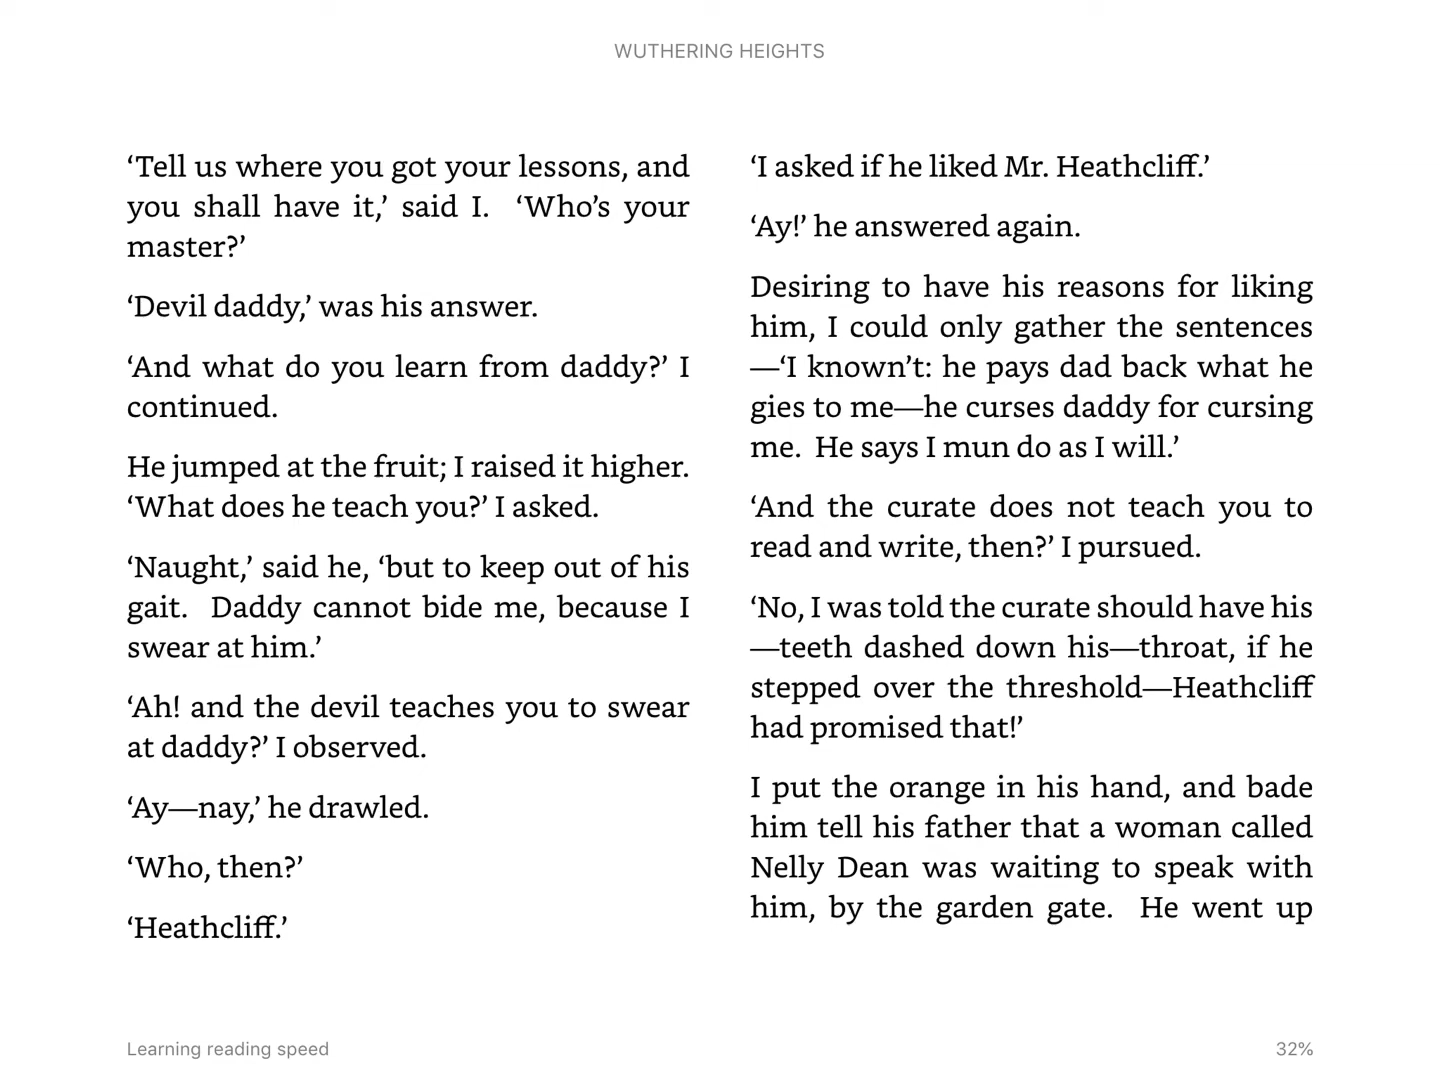 WUTHERING HEIGHTS
‘Tell us where you got your lessons, and
you shall have it,’ said I.  ‘Who’s your
master?’
‘Devil daddy,’ was his answer.
‘And what do you learn from daddy?’ I
continued.
He jumped at the fruit; I raised it higher.
‘What does he teach you?’ I asked.
‘Naught,’ said he, ‘but to keep out of his
gait.  Daddy cannot bide me, because I
swear at him.’
‘Ah! and the devil teaches you to swear
at daddy?’ I observed.
‘Ay—nay,’ he drawled.
‘Who, then?’
‘Heathcliff.’
‘I asked if he liked Mr. Heathcliff.’
‘Ay!’ he answered again.
Desiring to have his reasons for liking
him, I could only gather the sentences
—‘I known’t: he pays dad back what he
gies to me—he curses daddy for cursing
me.  He says I mun do as I will.’
‘And the curate does not teach you to
read and write, then?’ I pursued.
‘No, I was told the curate should have his
—teeth dashed down his—throat, if he
stepped over the threshold—Heathcliff
had promised that!’
I put the orange in his hand, and bade
him tell his father that a woman called
Nelly Dean was waiting to speak with
him, by the garden gate.  He went up
Learning reading speed
32%